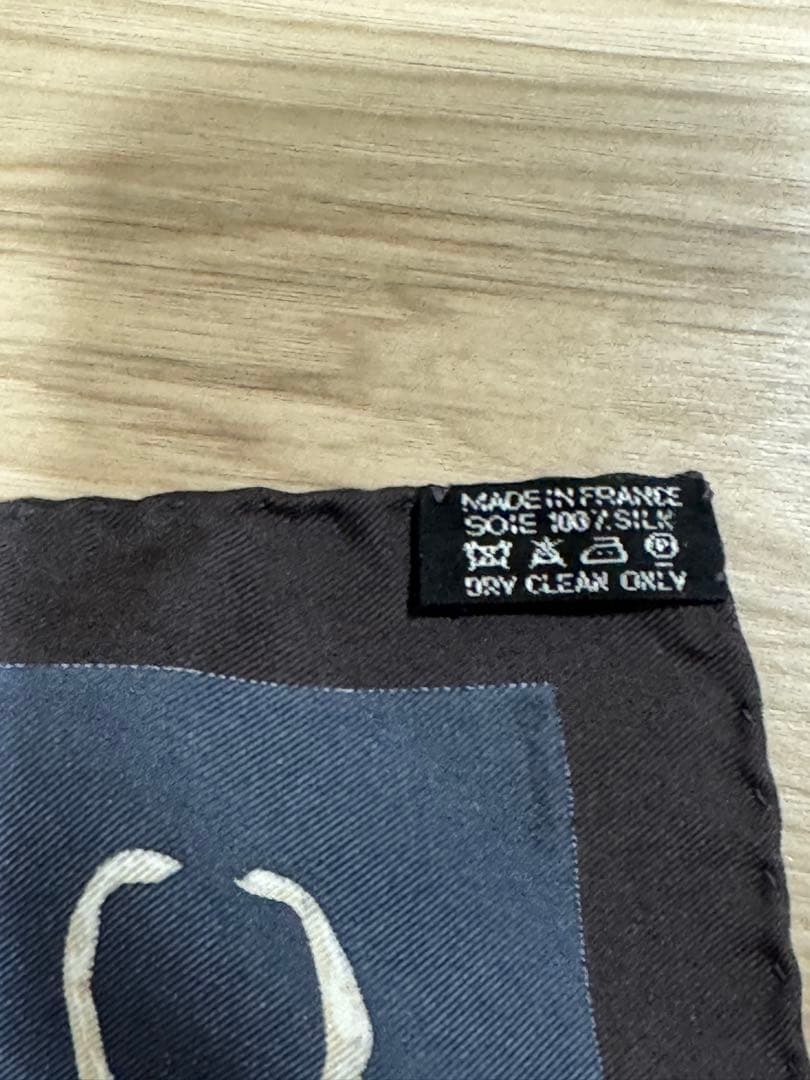 MADE IN FRANCE
SOIE 100% SILK
P
DRY CLEAN ONLY